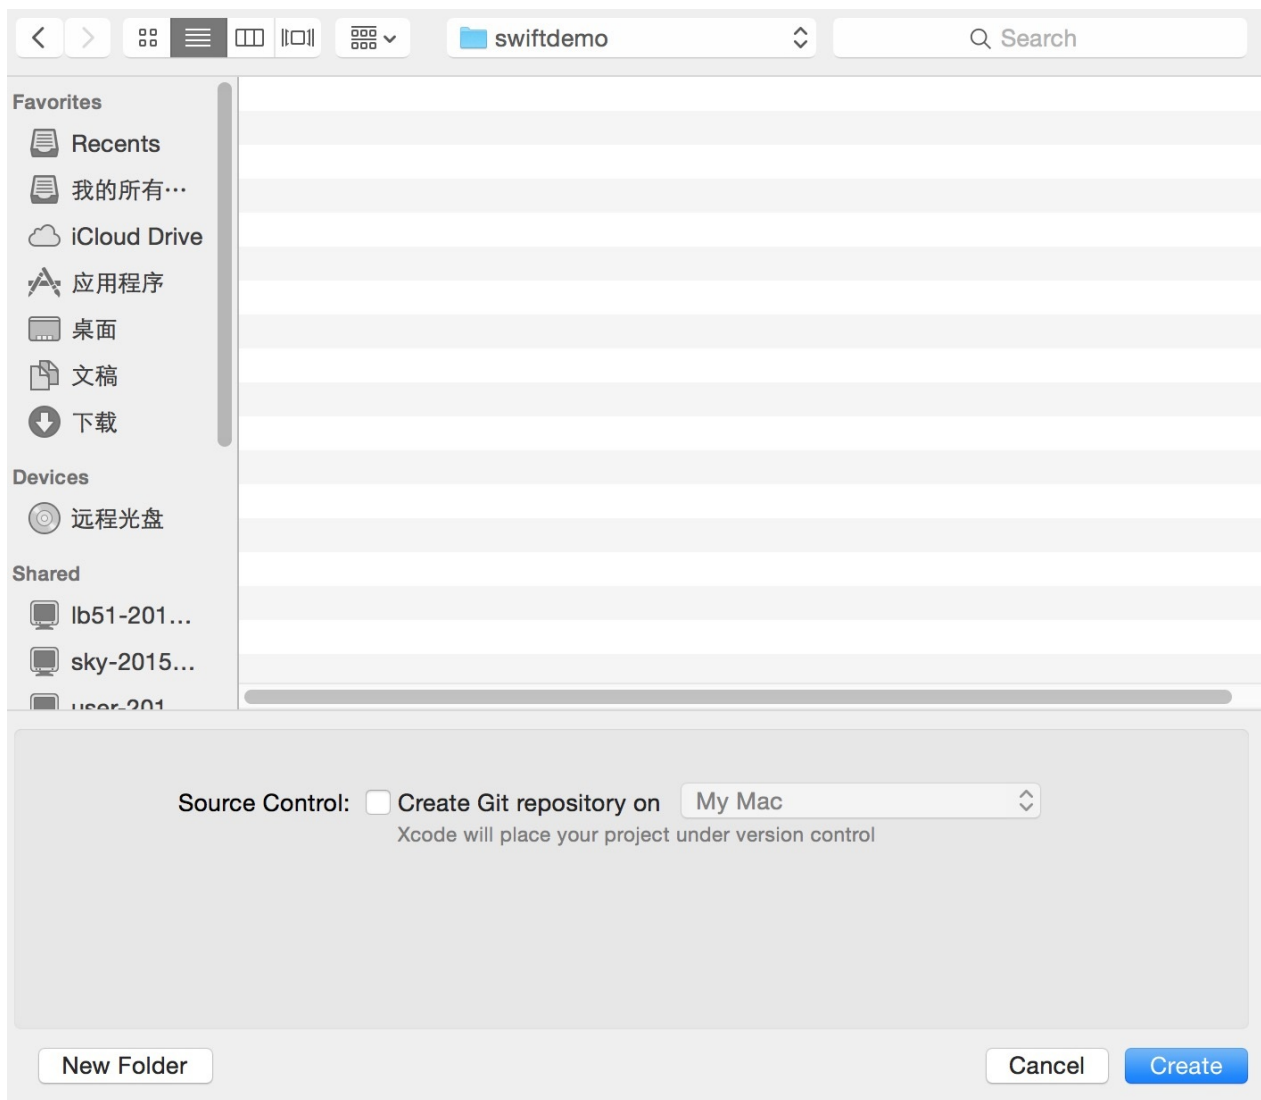 swiftdemo
Search
Favorites
Recents
我的所有…
iCloud Drive
应用程序
桌面
文稿
下载
Devices
远程光盘
Shared
lb51-201...
sky-2015...
user-201
Source Control: Create Git repository on My Mac
Xcode will place your project under version control
New Folder Cancel Create